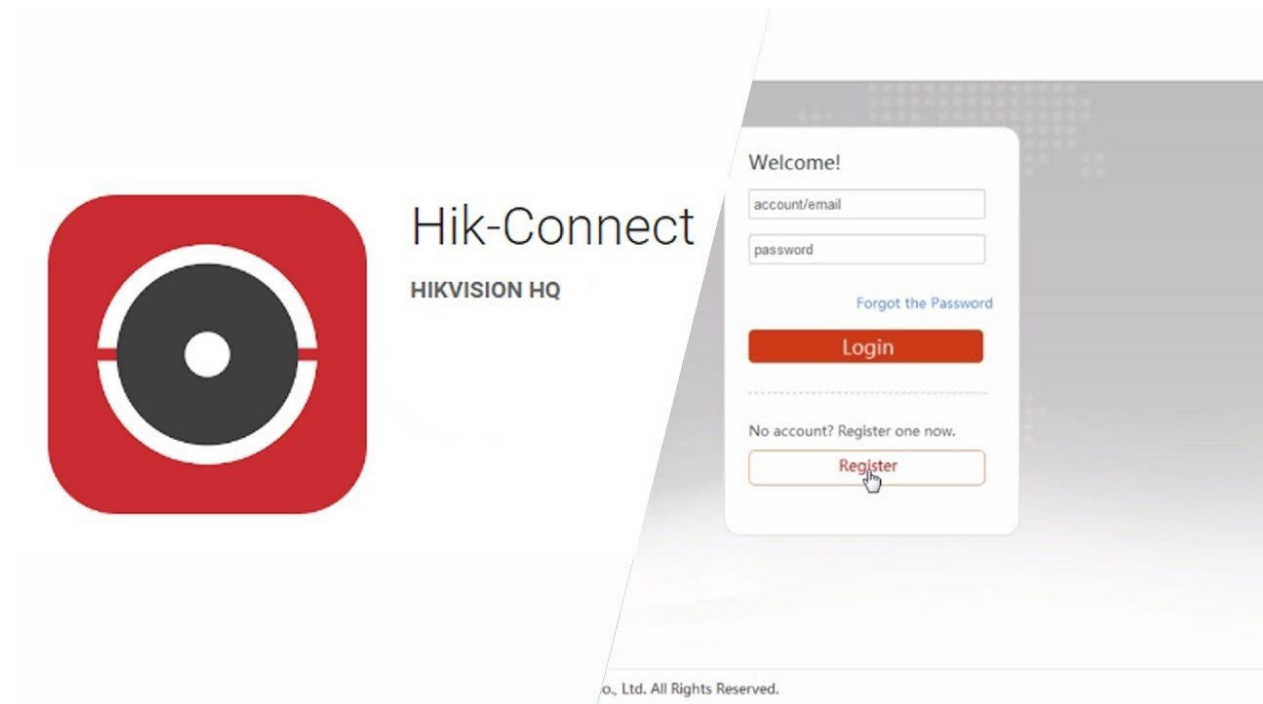 Hik-Connect
HIKVISION HQ
Welcome!
account/email
password
Forgot the Password
Login
No account? Register one now.
Register
o., Ltd. All Rights Reserved.